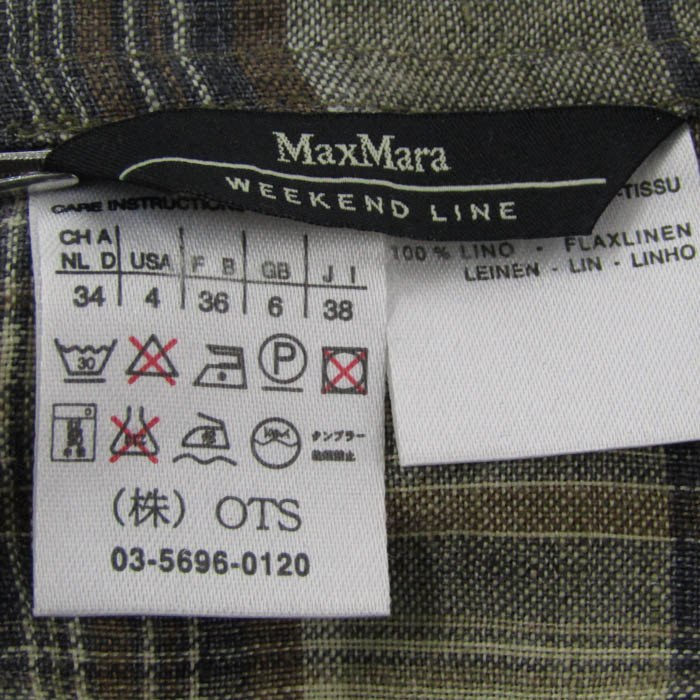 MaxMara
WEEKEND LINE
CARE INSTRUCTIONS
CH A
NL D USA F B GB J I
34 4 36 6 38
30 P
タンブラー
(株) OTS
03-5696-0120
-TISSU
100 % LINO - FLAXLINEN
LEINEN - LIN - LINHO